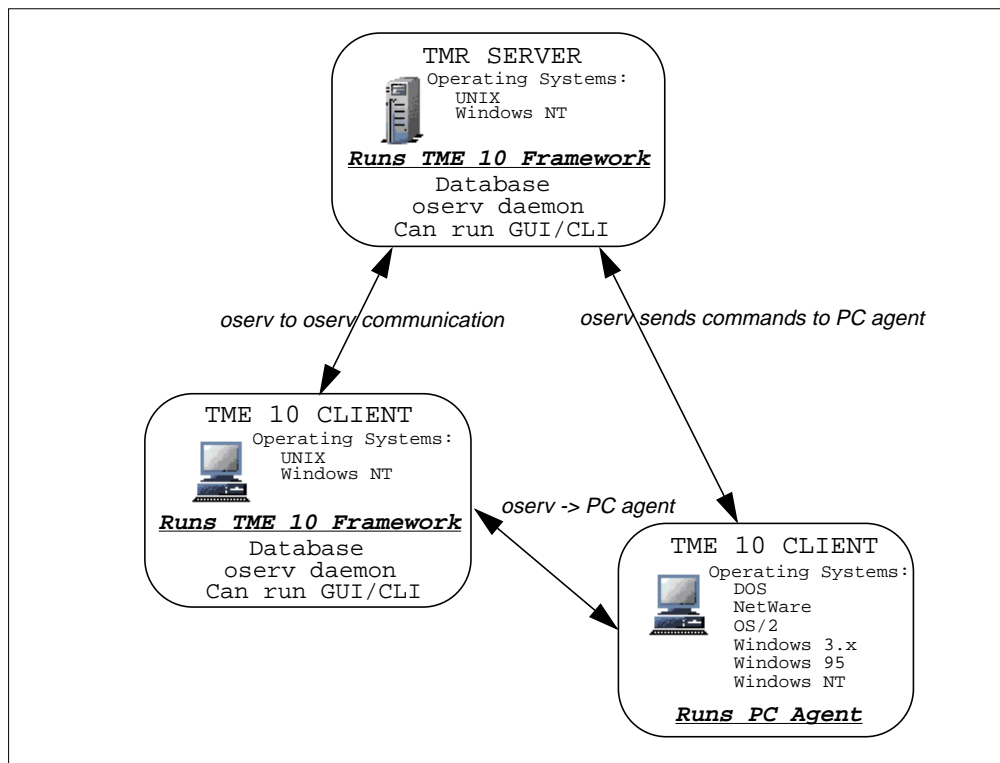 TMR SERVER
Operating Systems:
UNIX
Windows NT
Runs TME 10 Framework
Database
oserv daemon
Can run GUI/CLI
oserv to oserv communication
oserv sends commands to PC agent
TME 10 CLIENT
Operating Systems:
UNIX
Windows NT
Runs TME 10 Framework
Database
oserv daemon
Can run GUI/CLI
oserv -> PC agent
TME 10 CLIENT
Operating Systems:
DOS
NetWare
OS/2
Windows 3.x
Windows 95
Windows NT
Runs PC Agent